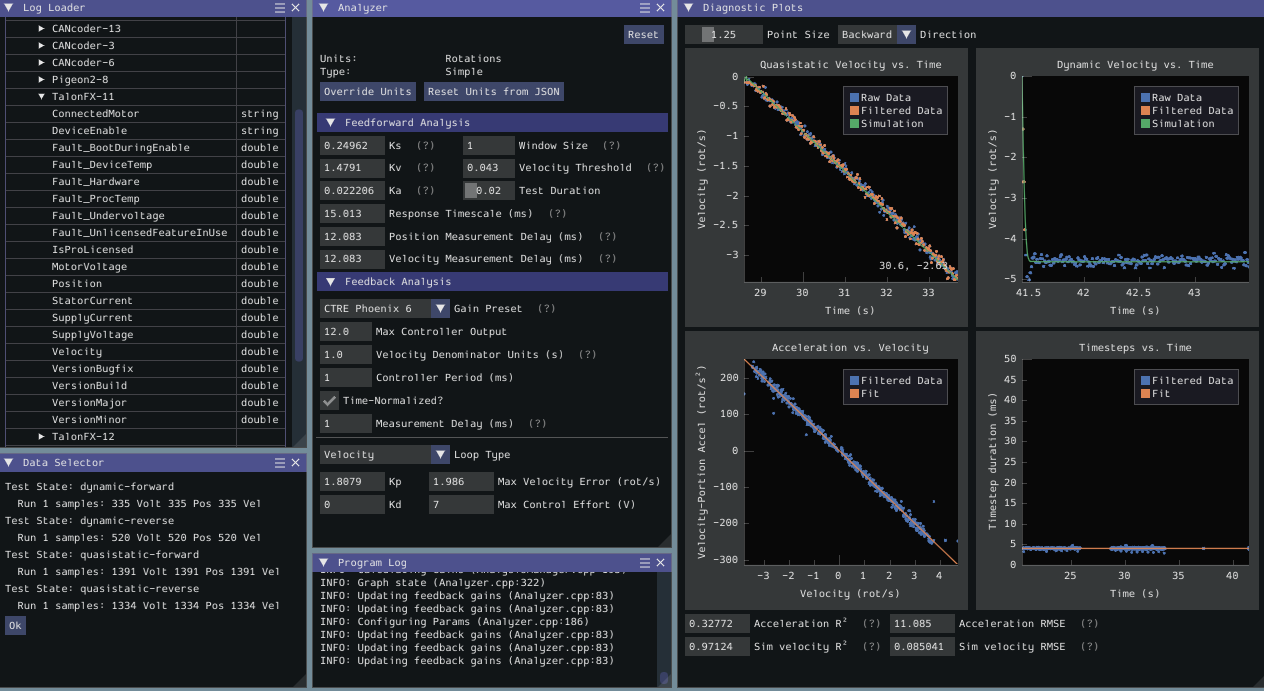 Log Loader
CANcoder-13
CANcoder-3
CANcoder-6
Pigeon2-8
TalonFX-11
ConnectedMotor string
DeviceEnable string
Fault_BootDuringEnable double
Fault_DeviceTemp double
Fault_Hardware double
Fault_ProcTemp double
Fault_Undervoltage double
Fault_UnlicensedFeatureInUse double
IsProLicensed double
MotorVoltage double
Position double
StatorCurrent double
SupplyCurrent double
SupplyVoltage double
Velocity double
VersionBugfix double
VersionBuild double
VersionMajor double
VersionMinor double
TalonFX-12
Data Selector
Test State: dynamic-forward
Run 1 samples: 335 Volt 335 Pos 335 Vel
Test State: dynamic-reverse
Run 1 samples: 520 Volt 520 Pos 520 Vel
Test State: quasistatic-forward
Run 1 samples: 1391 Volt 1391 Pos 1391 Vel
Test State: quasistatic-reverse
Run 1 samples: 1334 Volt 1334 Pos 1334 Vel
Ok
Analyzer
Reset
Units: Rotations
Type: Simple
Override Units Reset Units from JSON
Feedforward Analysis
0.24962 Ks (?) 1 Window Size (?)
1.4791 Kv (?) 0.043 Velocity Threshold (?)
0.022206 Ka (?) 0.02 Test Duration
15.013 Response Timescale (ms) (?)
12.083 Position Measurement Delay (ms) (?)
12.083 Velocity Measurement Delay (ms) (?)
Feedback Analysis
CTRE Phoenix 6 Gain Preset (?)
12.0 Max Controller Output
1.0 Velocity Denominator Units (s) (?)
1 Controller Period (ms)
Time-Normalized?
1 Measurement Delay (ms) (?)
Velocity Loop Type
1.8079 Kp 1.986 Max Velocity Error (rot/s)
0 Kd 7 Max Control Effort (V)
Program Log
INFO: Graph state (Analyzer.cpp:322)
INFO: Updating feedback gains (Analyzer.cpp:83)
INFO: Updating feedback gains (Analyzer.cpp:83)
INFO: Configuring Params (Analyzer.cpp:186)
INFO: Updating feedback gains (Analyzer.cpp:83)
INFO: Updating feedback gains (Analyzer.cpp:83)
INFO: Updating feedback gains (Analyzer.cpp:83)
Diagnostic Plots
1.25 Point Size Backward Direction
Quasistatic Velocity vs. Time
Raw Data
Filtered Data
Simulation
Velocity (rot/s)
0
-0.5
-1
-1.5
-2
-2.5
-3
30.6,
29 30 31 32 33
Time (s)
Dynamic Velocity vs. Time
Raw Data
Filtered Data
Simulation
Velocity (rot/s)
0
-1
-2
-3
-4
-5
41.5 42 42.5 43
Time (s)
Acceleration vs. Velocity
Filtered Data
Fit
Velocity-Portion Accel (rot/s²)
200
100
0
-100
-200
-300
-3 -2 -1 0 1 2 3 4
Velocity (rot/s)
Timesteps vs. Time
Filtered Data
Fit
Timestep duration (ms)
50
45
40
35
30
25
20
15
10
5
0
25 30 35 40
Time (s)
0.32772 Acceleration R² (?) 11.085 Acceleration RMSE (?)
0.97124 Sim velocity R² (?) 0.085041 Sim velocity RMSE (?)